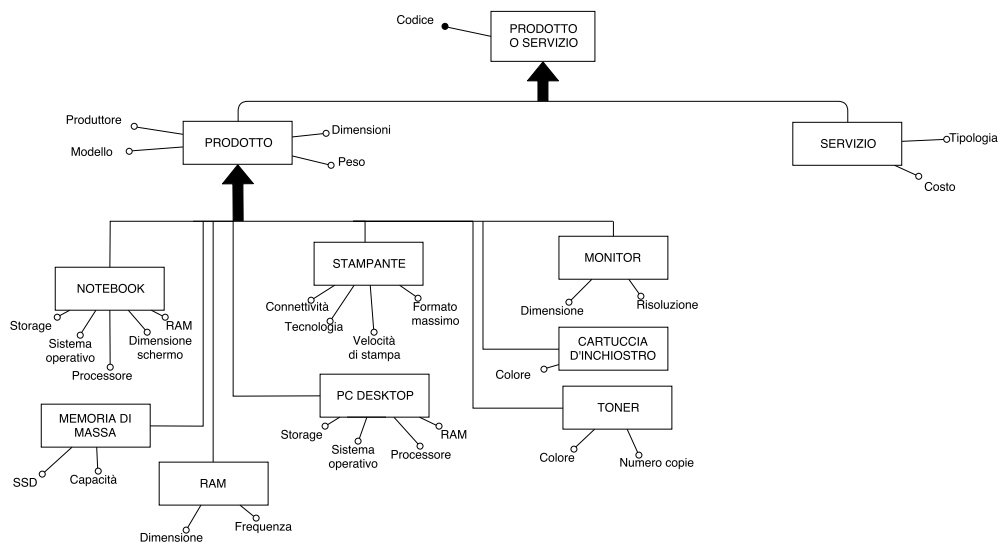 Codice
PRODOTTO
O SERVIZIO
Produttore
Modello
PRODOTTO
Dimensioni
Peso
SERVIZIO
Tipologia
Costo
NOTEBOOK
Storage
Sistema
operativo
Processore
Dimensione
schermo
RAM
STAMPANTE
Connettività
Tecnologia
Velocità
di stampa
Formato
massimo
MONITOR
Dimensione
Risoluzione
CARTUCCIA
D'INCHIOSTRO
Colore
MEMORIA DI
MASSA
SSD
Capacità
PC DESKTOP
Storage
Sistema
operativo
Processore
RAM
TONER
Colore
Numero copie
RAM
Dimensione
Frequenza